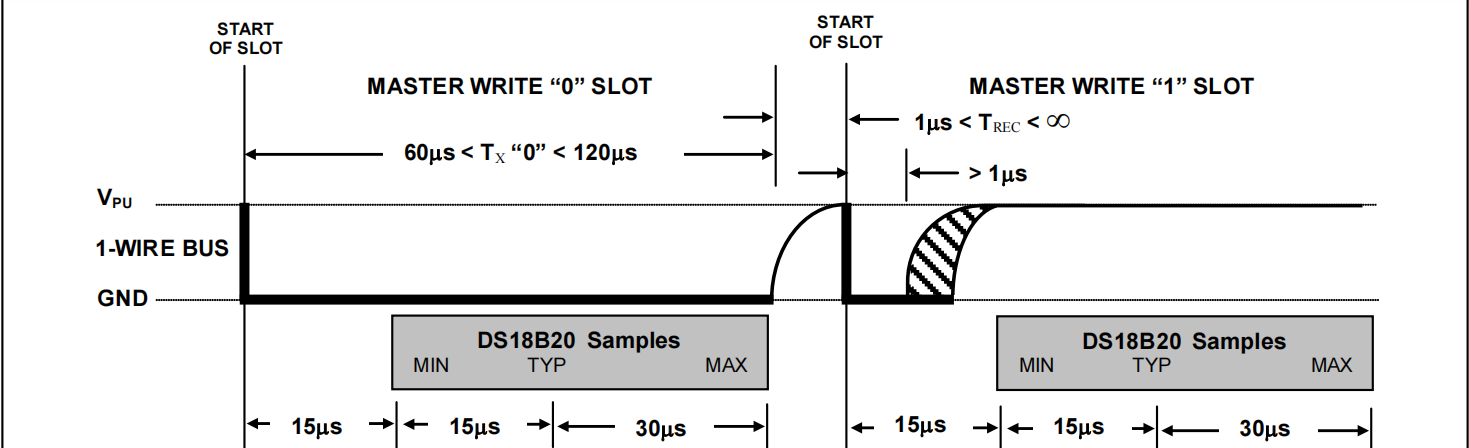 START
OF SLOT
START
OF SLOT
MASTER WRITE “0” SLOT
MASTER WRITE “1” SLOT
1μs < TREC < ∞
60μs < TX “0” < 120μs
> 1μs
VPU
1-WIRE BUS
GND
DS18B20 Samples
MIN TYP MAX
DS18B20 Samples
MIN TYP MAX
15μs 15μs 30μs
15μs 15μs 30μs